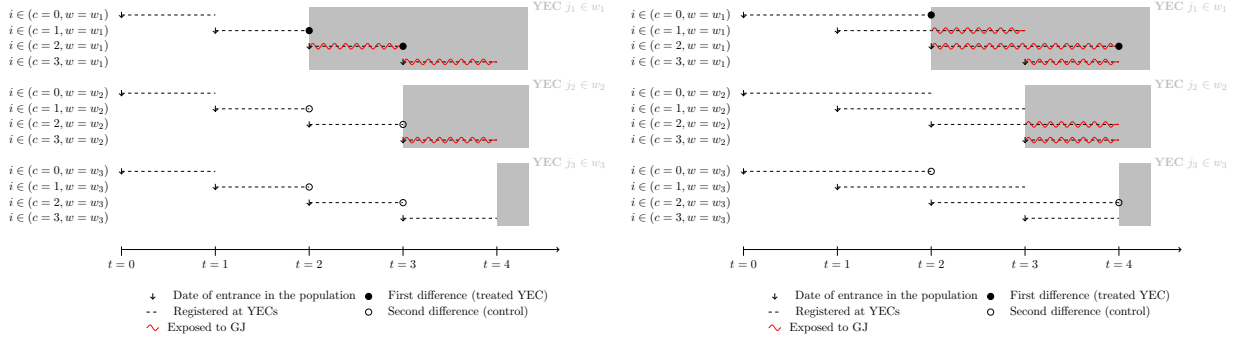 YEC j₁ ∈ w₁
i ∈ (c = 0, w = w₁)
i ∈ (c = 1, w = w₁)
i ∈ (c = 2, w = w₁)
i ∈ (c = 3, w = w₁)
YEC j₂ ∈ w₂
i ∈ (c = 0, w = w₂)
i ∈ (c = 1, w = w₂)
i ∈ (c = 2, w = w₂)
i ∈ (c = 3, w = w₂)
YEC j₃ ∈ w₃
i ∈ (c = 0, w = w₃)
i ∈ (c = 1, w = w₃)
i ∈ (c = 2, w = w₃)
i ∈ (c = 3, w = w₃)
t = 0 t = 1 t = 2 t = 3 t = 4
Date of entrance in the population First difference (treated YEC)
Registered at YECs Second difference (control)
Exposed to GJ
YEC j₁ ∈ w₁
i ∈ (c = 0, w = w₁)
i ∈ (c = 1, w = w₁)
i ∈ (c = 2, w = w₁)
i ∈ (c = 3, w = w₁)
YEC j₂ ∈ w₂
i ∈ (c = 0, w = w₂)
i ∈ (c = 1, w = w₂)
i ∈ (c = 2, w = w₂)
i ∈ (c = 3, w = w₂)
YEC j₃ ∈ w₃
i ∈ (c = 0, w = w₃)
i ∈ (c = 1, w = w₃)
i ∈ (c = 2, w = w₃)
i ∈ (c = 3, w = w₃)
t = 0 t = 1 t = 2 t = 3 t = 4
Date of entrance in the population First difference (treated YEC)
Registered at YECs Second difference (control)
Exposed to GJ